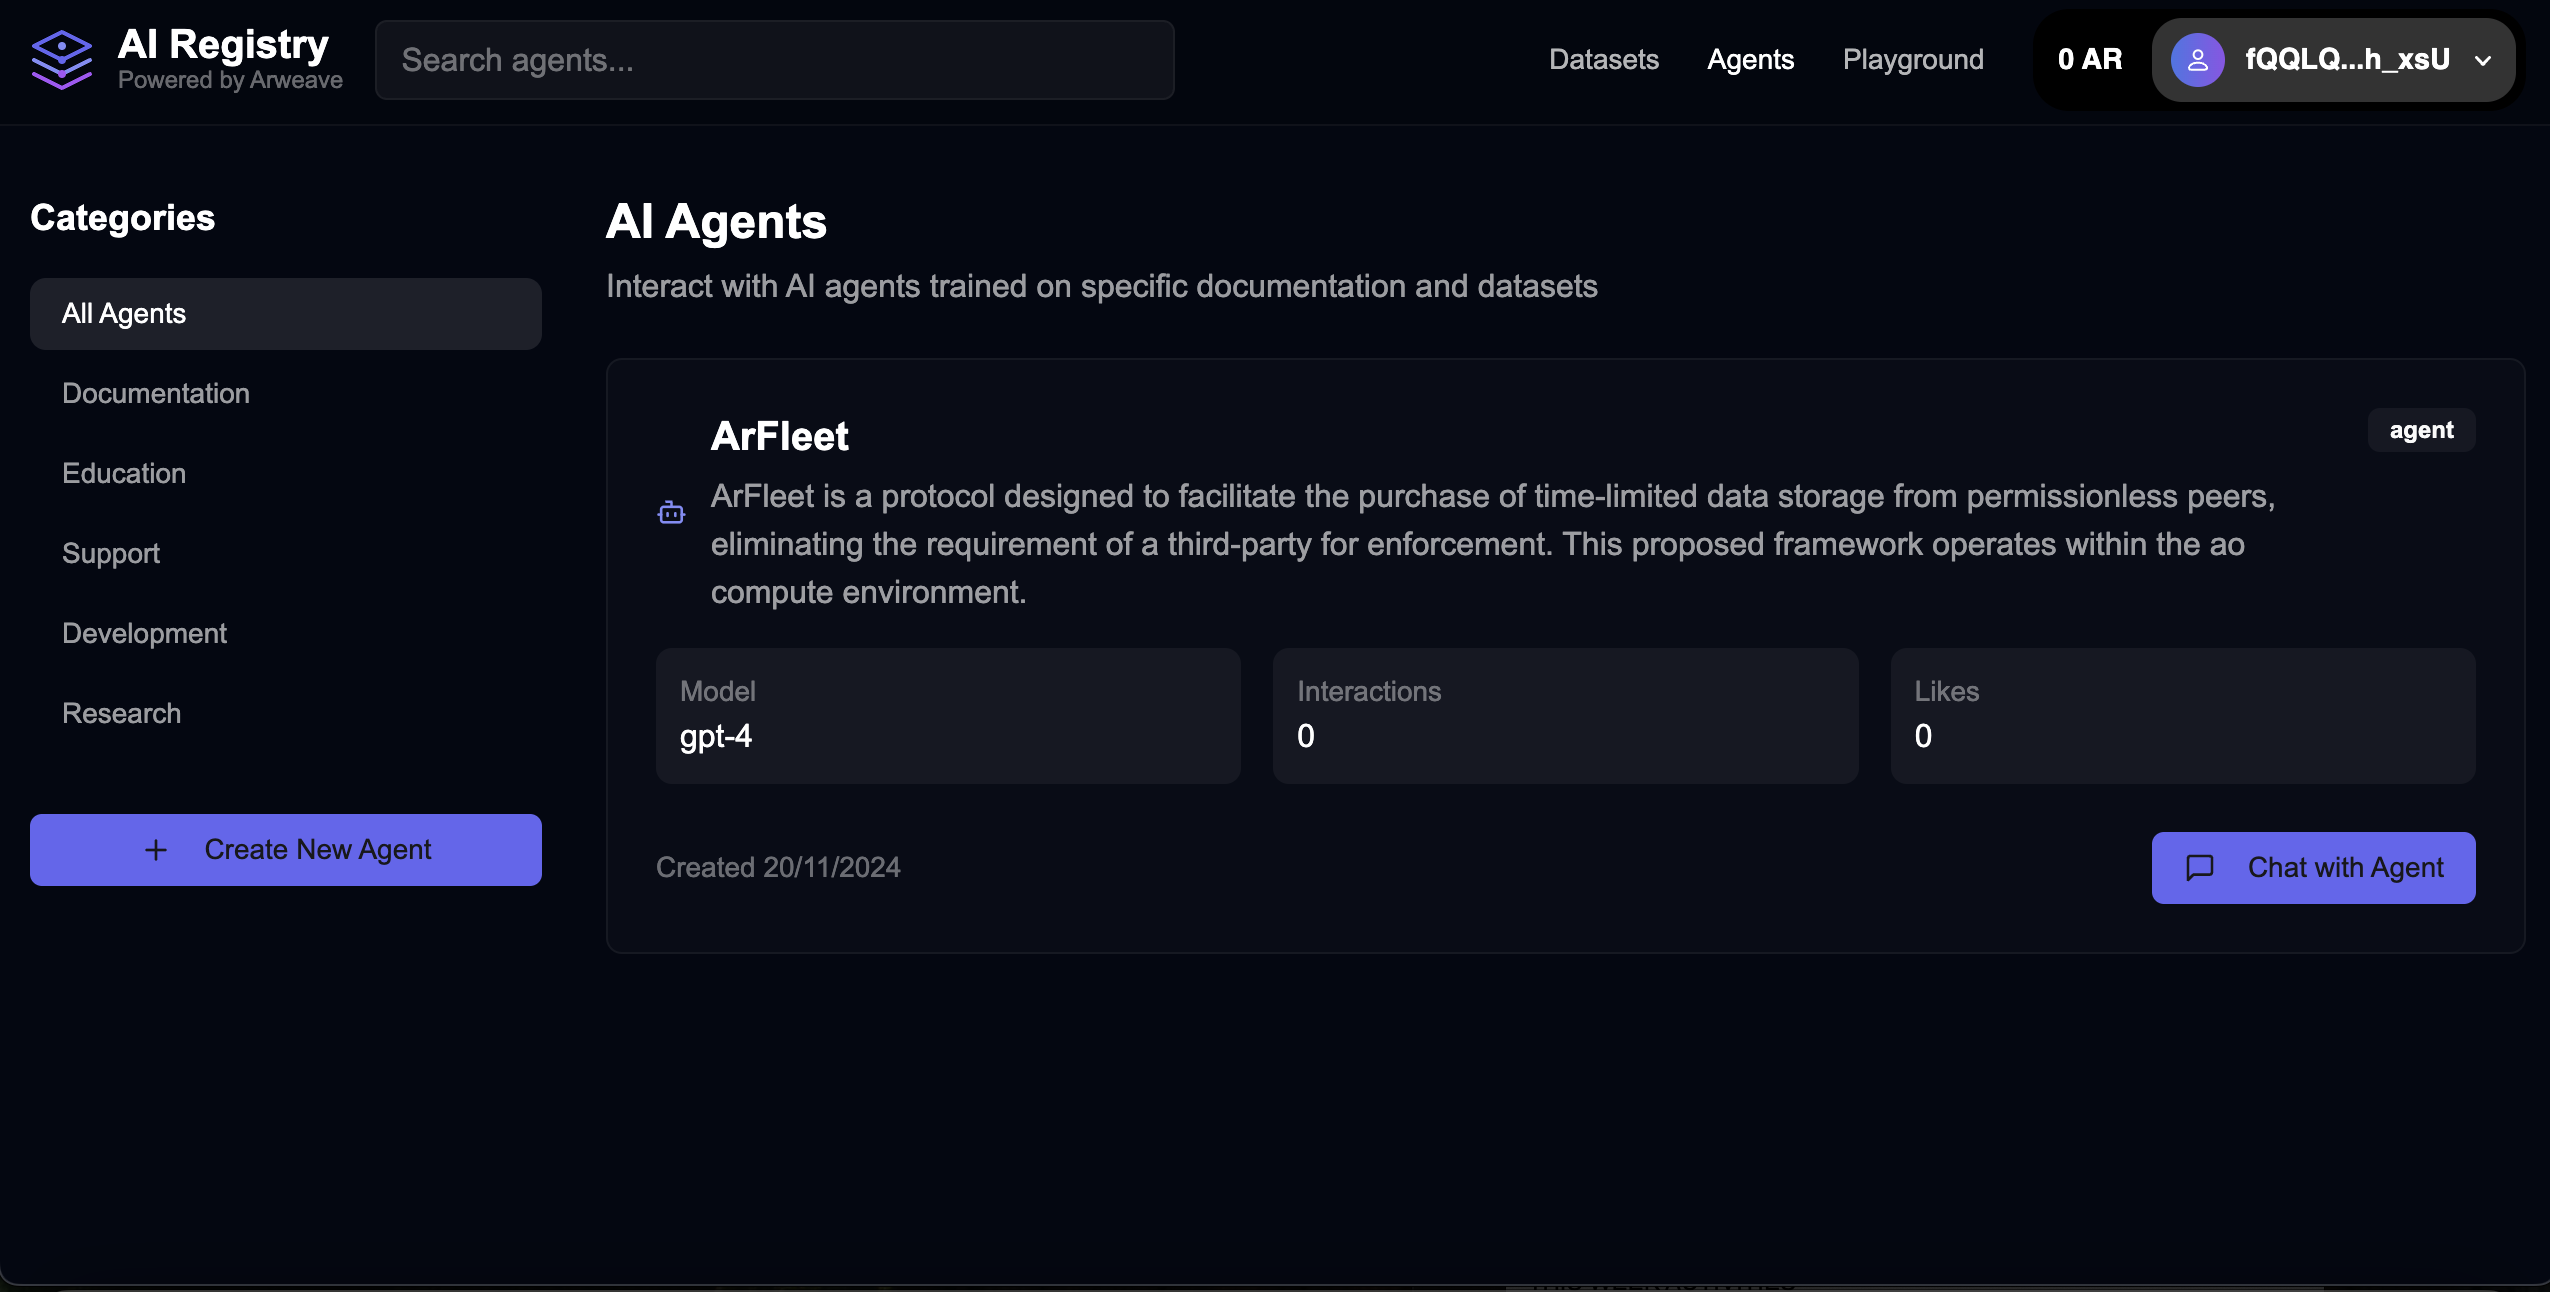 AI Registry
Powered by Arweave
Search agents...
Datasets
Agents
Playground
0 AR
fQQLQ...h_xsU
Categories
All Agents
Documentation
Education
Support
Development
Research
Create New Agent
AI Agents
Interact with AI agents trained on specific documentation and datasets
ArFleet
agent
ArFleet is a protocol designed to facilitate the purchase of time-limited data storage from permissionless peers,
eliminating the requirement of a third-party for enforcement. This proposed framework operates within the ao
compute environment.
Model
gpt-4
Interactions
0
Likes
0
Created 20/11/2024
Chat with Agent